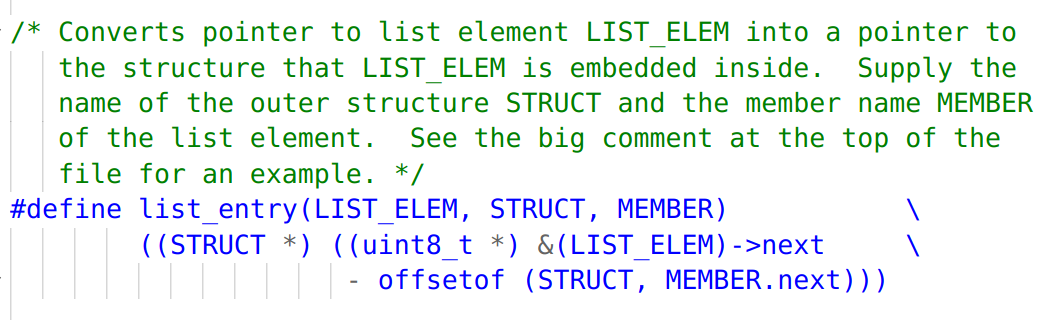 /* Converts pointer to list element LIST_ELEM into a pointer to
   the structure that LIST_ELEM is embedded inside.  Supply the
   name of the outer structure STRUCT and the member name MEMBER
   of the list element.  See the big comment at the top of the
   file for an example. */
#define list_entry(LIST_ELEM, STRUCT, MEMBER)           \
        ((STRUCT *) ((uint8_t *) &(LIST_ELEM)->next     \
                     - offsetof (STRUCT, MEMBER.next)))